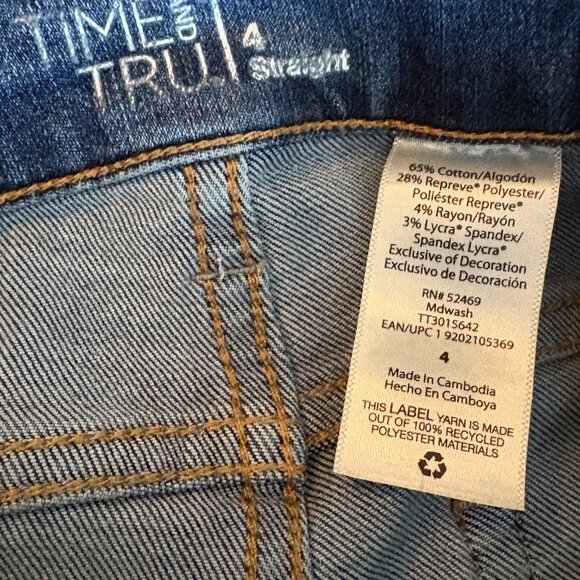 TIME AND
TRU.
4
Straight
65% Cotton/Algodón
28% Repreve® Polyester/
Poliéster Repreve®
4% Rayon/Rayón
3% Lycra® Spandex/
Spandex Lycra®
Exclusive of Decoration
Exclusivo de Decoración
RN# 52469
Mdwash
TT3015642
EAN/UPC 1 9202105369
4
Made In Cambodia
Hecho En Camboya
THIS LABEL YARN IS MADE
OUT OF 100% RECYCLED
POLYESTER MATERIALS